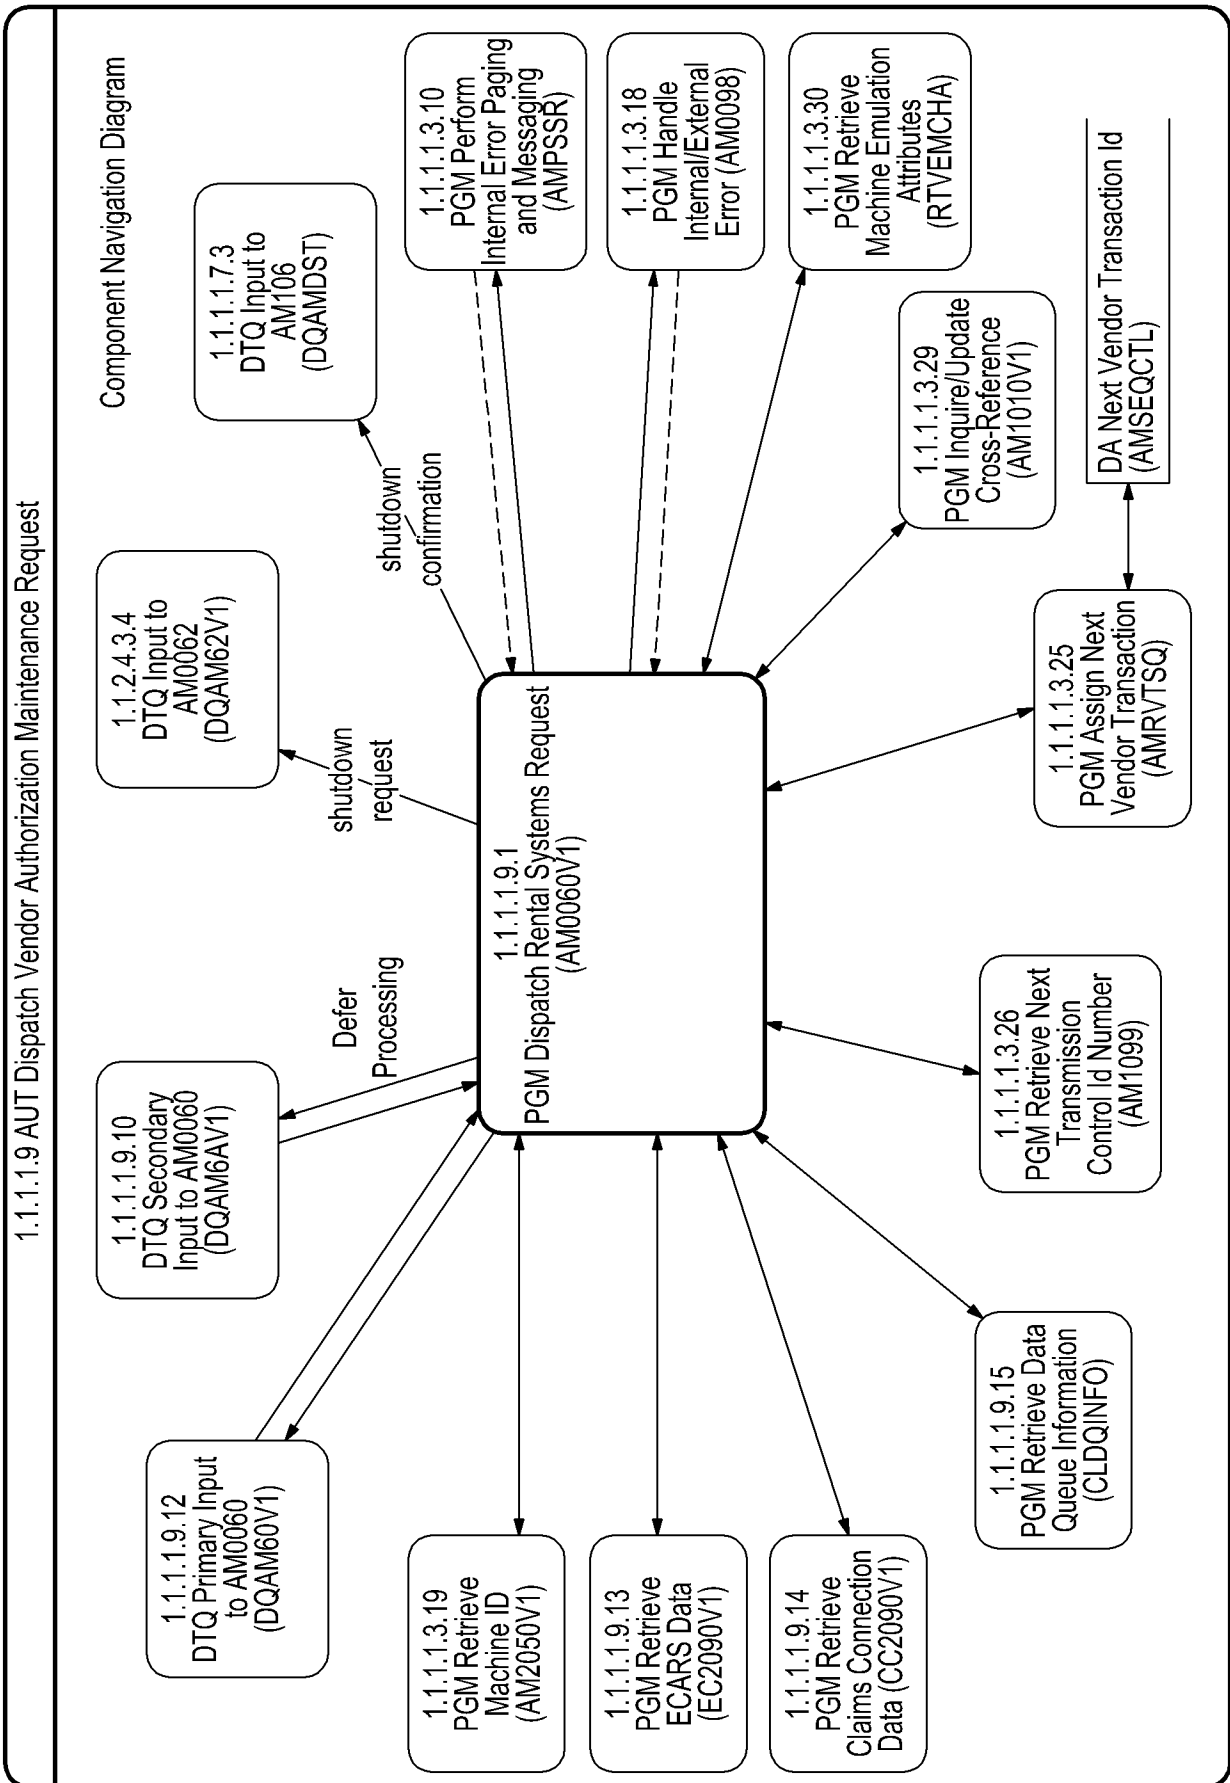 1.1.1.1.9 AUT Dispatch Vendor Authorization Maintenance Request
Component Navigation Diagram
1.1.1.1.9.12
DTQ Primary Input
to AM0060
(DQAM60V1)
1.1.1.1.9.10
DTQ Secondary
Input to AM0060
(DQAM6AV1)
Defer
Processing
1.1.2.4.3.4
DTQ Input to
AM0062
(DQAM62V1)
shutdown
request
1.1.1.1.7.3
DTQ Input to
AM106
(DQAMDST)
shutdown
confirmation
1.1.1.1.3.19
PGM Retrieve
Machine ID
(AM2050V1)
1.1.1.1.9.13
PGM Retrieve
ECARS Data
(EC2090V1)
1.1.1.1.9.14
PGM Retrieve
Claims Connection
Data (CC2090V1)
1.1.1.1.9.1
PGM Dispatch Rental Systems Request
(AM0060V1)
1.1.1.1.3.10
PGM Perform
Internal Error Paging
and Messaging
(AMPSSR)
1.1.1.1.3.18
PGM Handle
Internal/External
Error (AM0098)
1.1.1.1.3.30
PGM Retrieve
Machine Emulation
Attributes
(RTVEMCHA)
1.1.1.1.9.15
PGM Retrieve Data
Queue Information
(CLDQINFO)
1.1.1.1.3.26
PGM Retrieve Next
Transmission
Control Id Number
(AM1099)
1.1.1.1.3.25
PGM Assign Next
Vendor Transaction
(AMRVTSQ)
1.1.1.1.3.29
PGM Inquire/Update
Cross-Reference
(AM1010V1)
DA Next Vendor Transaction Id
(AMSEQCTL)